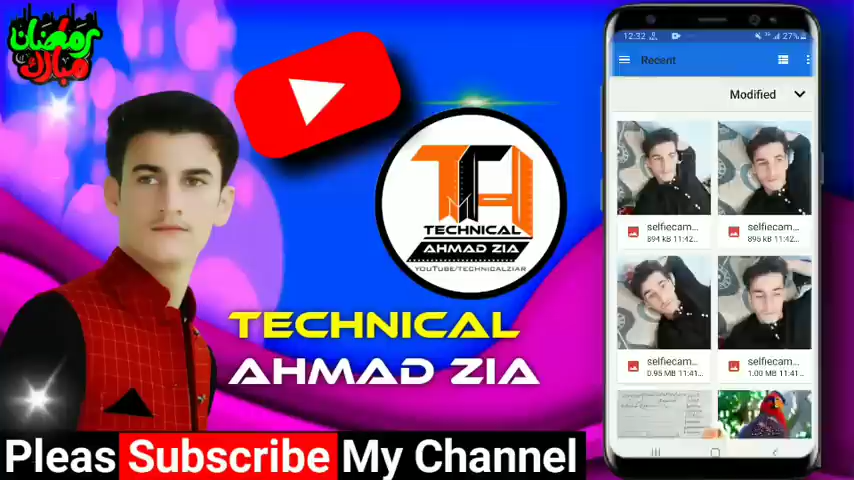 رمضان
مبارك
TECHNICAL
AHMAD ZIA
YOUTUBE/TECHNICALZIAR
TECHNICAL
AHMAD ZIA
Pleas Subscribe My Channel
12:32
27%
Recent
Modified
selfiecam...
894 kB 11:42...
selfiecam...
895 kB 11:42...
selfiecam...
0.95 MB 11:41...
selfiecam...
1.00 MB 11:41...